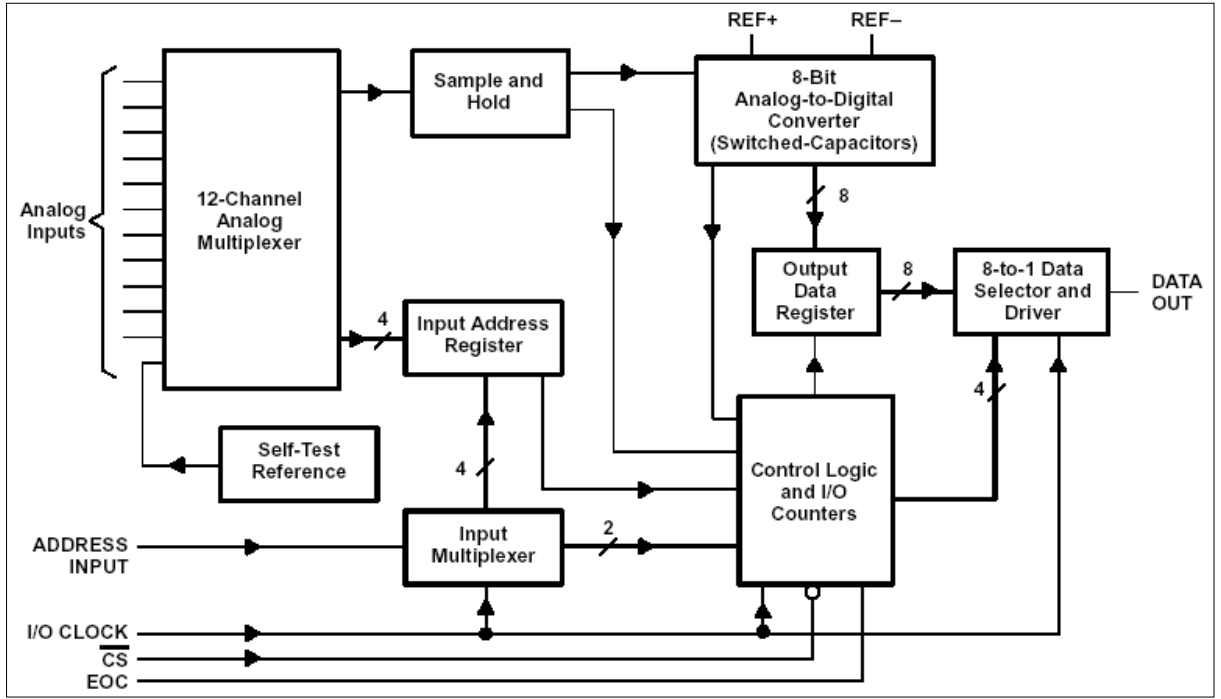 REF+
REF–
Sample and
Hold
8-Bit
Analog-to-Digital
Converter
(Switched-Capacitors)
Analog
Inputs
12-Channel
Analog
Multiplexer
8
Output
Data
Register
8
8-to-1 Data
Selector and
Driver
DATA
OUT
4
Input Address
Register
4
Self-Test
Reference
4
Control Logic
and I/O
Counters
ADDRESS
INPUT
Input
Multiplexer
2
I/O CLOCK
CS
EOC